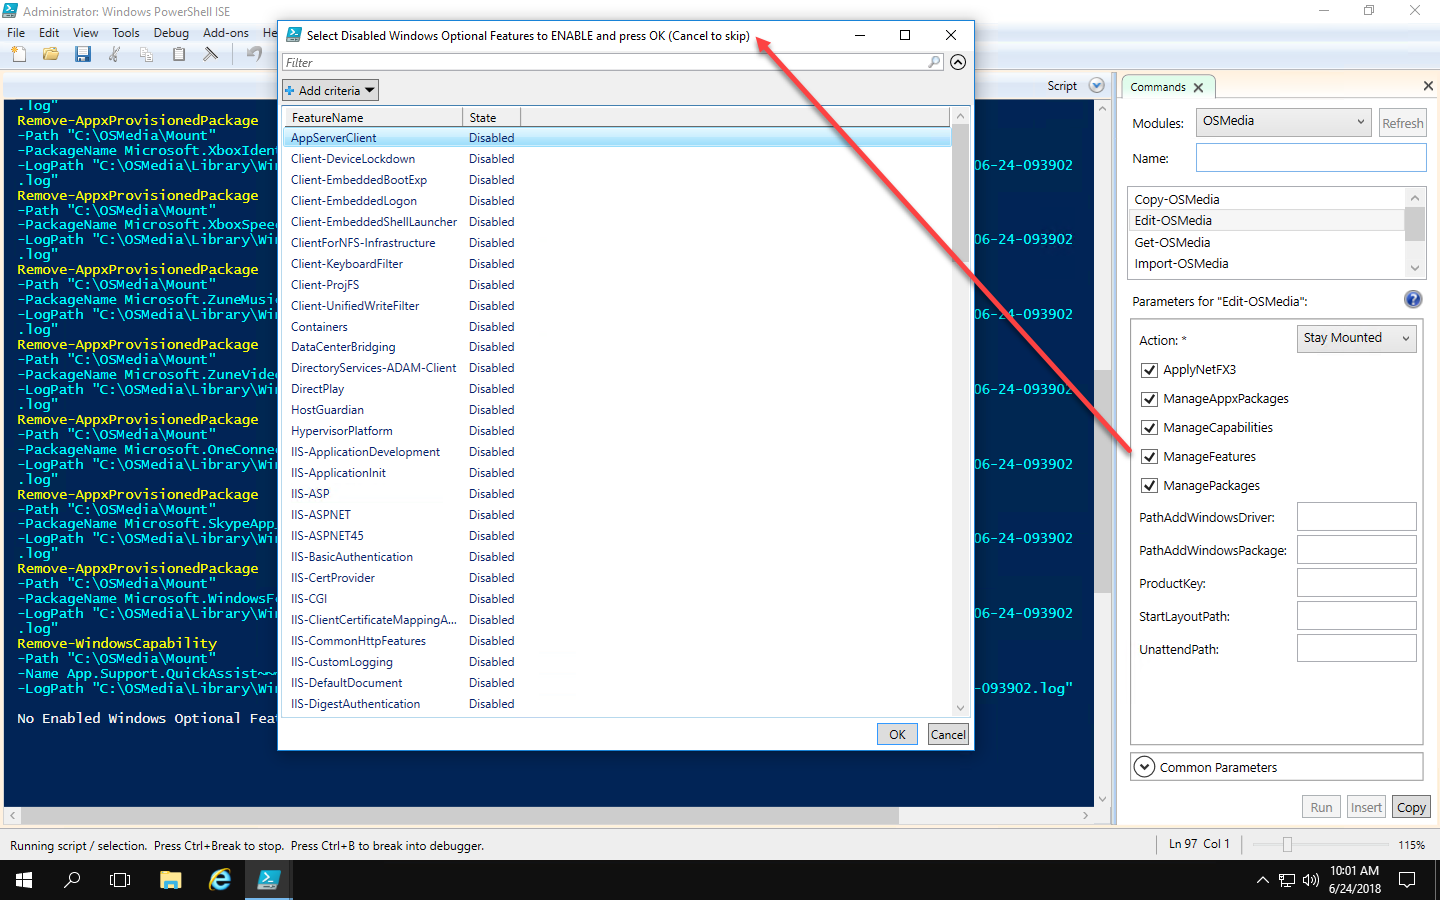 Administrator: Windows PowerShell ISE
File Edit View Tools Debug Add-ons He
Script
.log"
Remove-AppxProvisionedPackage
-Path "C:\OSMedia\Mount"
-PackageName Microsoft.XboxIdent
-LogPath "C:\OSMedia\Library\Wi
06-24-093902
.log"
Remove-AppxProvisionedPackage
-Path "C:\OSMedia\Mount"
-PackageName Microsoft.XboxSpee
-LogPath "C:\OSMedia\Library\Wi
06-24-093902
.log"
Remove-AppxProvisionedPackage
-Path "C:\OSMedia\Mount"
-PackageName Microsoft.ZuneMusi
-LogPath "C:\OSMedia\Library\Wi
06-24-093902
.log"
Remove-AppxProvisionedPackage
-Path "C:\OSMedia\Mount"
-PackageName Microsoft.ZuneVide
-LogPath "C:\OSMedia\Library\Wi
06-24-093902
.log"
Remove-AppxProvisionedPackage
-Path "C:\OSMedia\Mount"
-PackageName Microsoft.OneConne
-LogPath "C:\OSMedia\Library\Wi
06-24-093902
.log"
Remove-AppxProvisionedPackage
-Path "C:\OSMedia\Mount"
-PackageName Microsoft.SkypeApp_
-LogPath "C:\OSMedia\Library\Wi
06-24-093902
.log"
Remove-AppxProvisionedPackage
-Path "C:\OSMedia\Mount"
-PackageName Microsoft.WindowsFe
-LogPath "C:\OSMedia\Library\Wi
06-24-093902
.log"
Remove-WindowsCapability
-Path "C:\OSMedia\Mount"
-Name App.Support.QuickAssist~~~
-LogPath "C:\OSMedia\Library\Wi
-093902.log"
No Enabled Windows Optional Fea
Select Disabled Windows Optional Features to ENABLE and press OK (Cancel to skip)
Filter
Add criteria
FeatureName State
AppServerClient Disabled
Client-DeviceLockdown Disabled
Client-EmbeddedBootExp Disabled
Client-EmbeddedLogon Disabled
Client-EmbeddedShellLauncher Disabled
ClientForNFS-Infrastructure Disabled
Client-KeyboardFilter Disabled
Client-ProjFS Disabled
Client-UnifiedWriteFilter Disabled
Containers Disabled
DataCenterBridging Disabled
DirectoryServices-ADAM-Client Disabled
DirectPlay Disabled
HostGuardian Disabled
HypervisorPlatform Disabled
IIS-ApplicationDevelopment Disabled
IIS-ApplicationInit Disabled
IIS-ASP Disabled
IIS-ASPNET Disabled
IIS-ASPNET45 Disabled
IIS-BasicAuthentication Disabled
IIS-CertProvider Disabled
IIS-CGI Disabled
IIS-ClientCertificateMappingA... Disabled
IIS-CommonHttpFeatures Disabled
IIS-CustomLogging Disabled
IIS-DefaultDocument Disabled
IIS-DigestAuthentication Disabled
OK Cancel
Commands
Modules: OSMedia Refresh
Name:
Copy-OSMedia
Edit-OSMedia
Get-OSMedia
Import-OSMedia
Parameters for "Edit-OSMedia":
Action: * Stay Mounted
ApplyNetFX3
ManageAppxPackages
ManageCapabilities
ManageFeatures
ManagePackages
PathAddWindowsDriver:
PathAddWindowsPackage:
ProductKey:
StartLayoutPath:
UnattendPath:
Common Parameters
Run Insert Copy
Running script / selection. Press Ctrl+Break to stop. Press Ctrl+B to break into debugger.
Ln 97 Col 1
115%
10:01 AM
6/24/2018